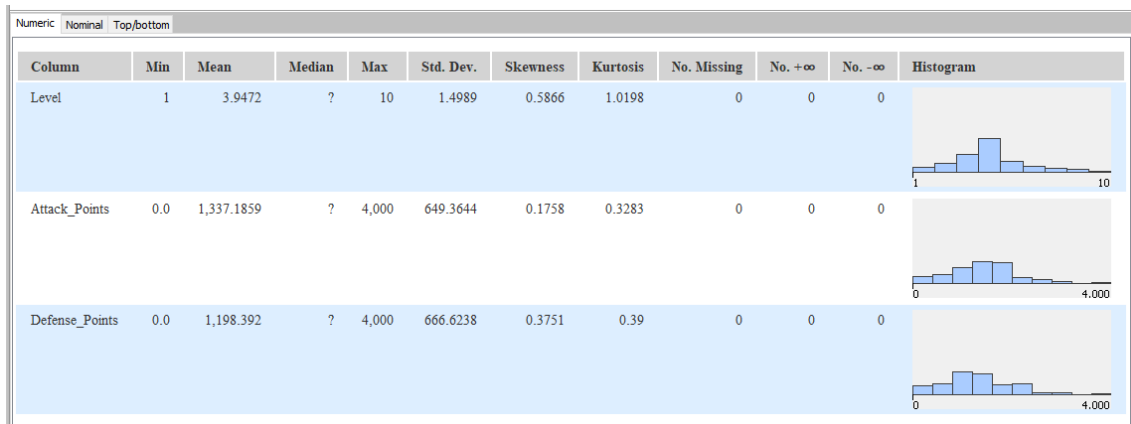 Numeric Nominal Top/bottom
Column Min Mean Median Max Std. Dev. Skewness Kurtosis No. Missing No. +∞ No. -∞ Histogram
Level 1 3.9472 ? 10 1.4989 0.5866 1.0198 0 0 0
1 10
Attack_Points 0.0 1,337.1859 ? 4,000 649.3644 0.1758 0.3283 0 0 0
0 4.000
Defense_Points 0.0 1,198.392 ? 4,000 666.6238 0.3751 0.39 0 0 0
0 4.000